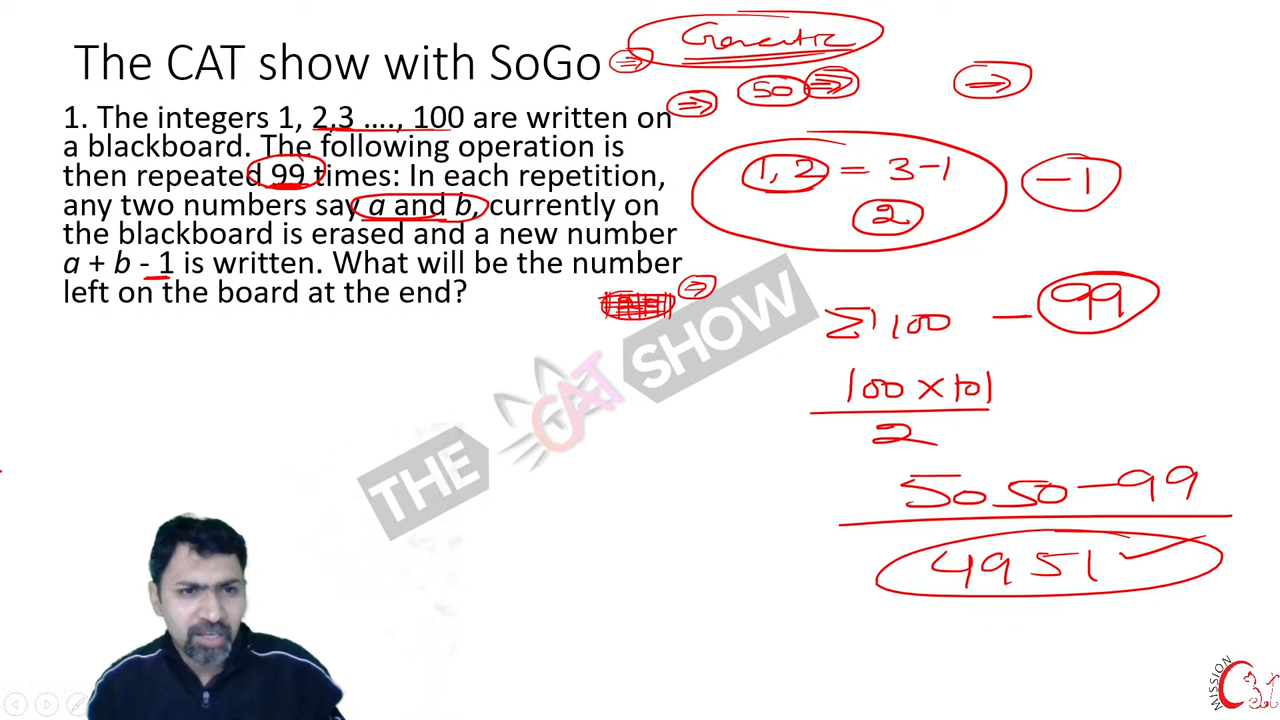 The CAT show with SoGo
⇒
⇒ 50 ⇒ ⇒
1. The integers 1, 2,3 ...., 100 are written on
a blackboard. The following operation is
then repeated 99 times: In each repetition,
any two numbers say a and b, currently on
the blackboard is erased and a new number
a + b - 1 is written. What will be the number
left on the board at the end?
⇒
1, 2 = 3 - 1
2
- 1
Σ 100 - 99
100 × 101
2
5050 - 99
4951 ✓
THE CAT SHOW
MISSION CAT